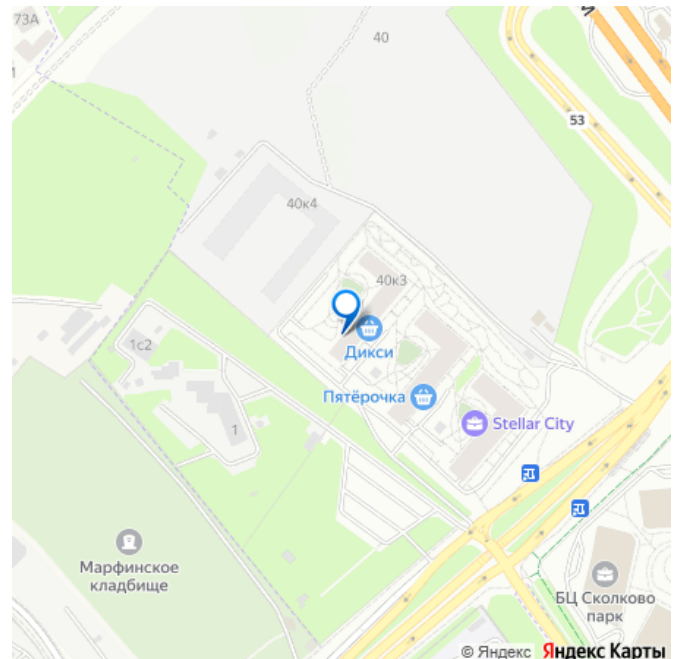 73А
40
53
40к4
40к3
Дикси
1с2
Пятёрочка
Stellar City
1
Марфинское
кладбище
БЦ Сколково
парк
© Яндекс Яндекс Карты